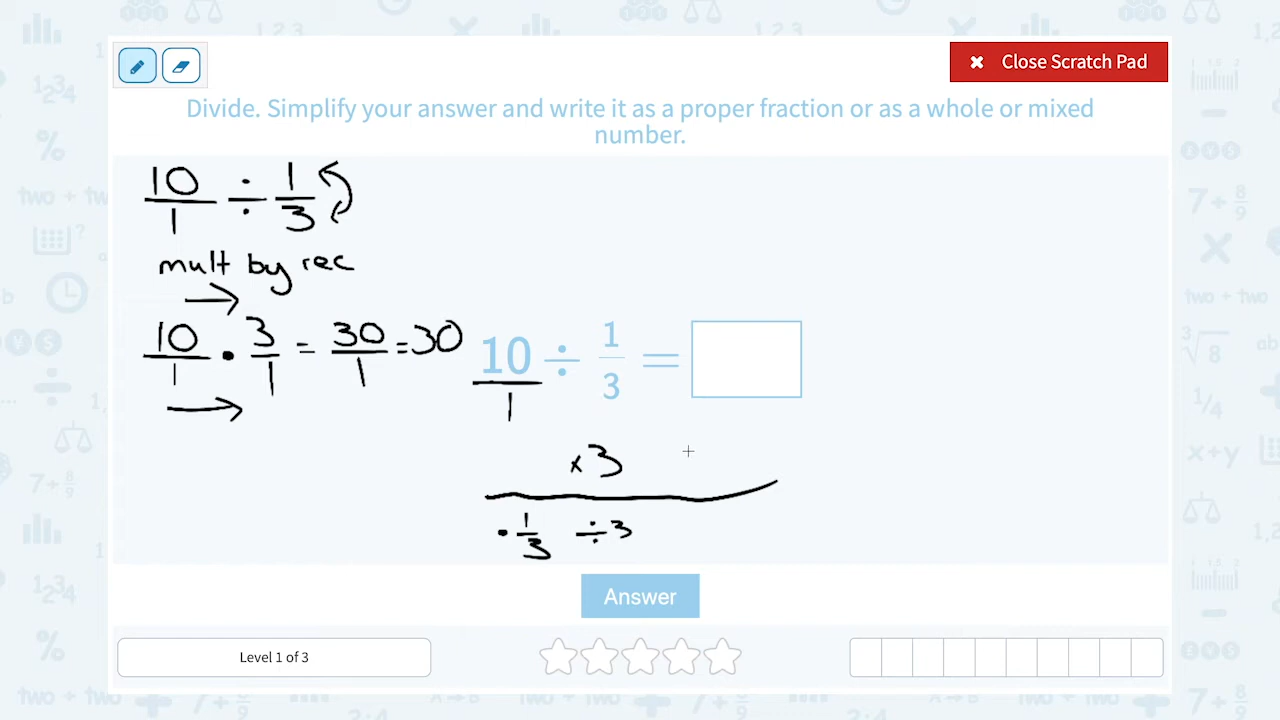 ✖ Close Scratch Pad
Divide. Simplify your answer and write it as a proper fraction or as a whole or mixed
number.
10/1 ÷ 1/3
mult by rec
10/1 • 3/1 = 30/1 = 30
10/1 ÷ 1/3 =
×3
• 1/3 ÷3
Answer
Level 1 of 3